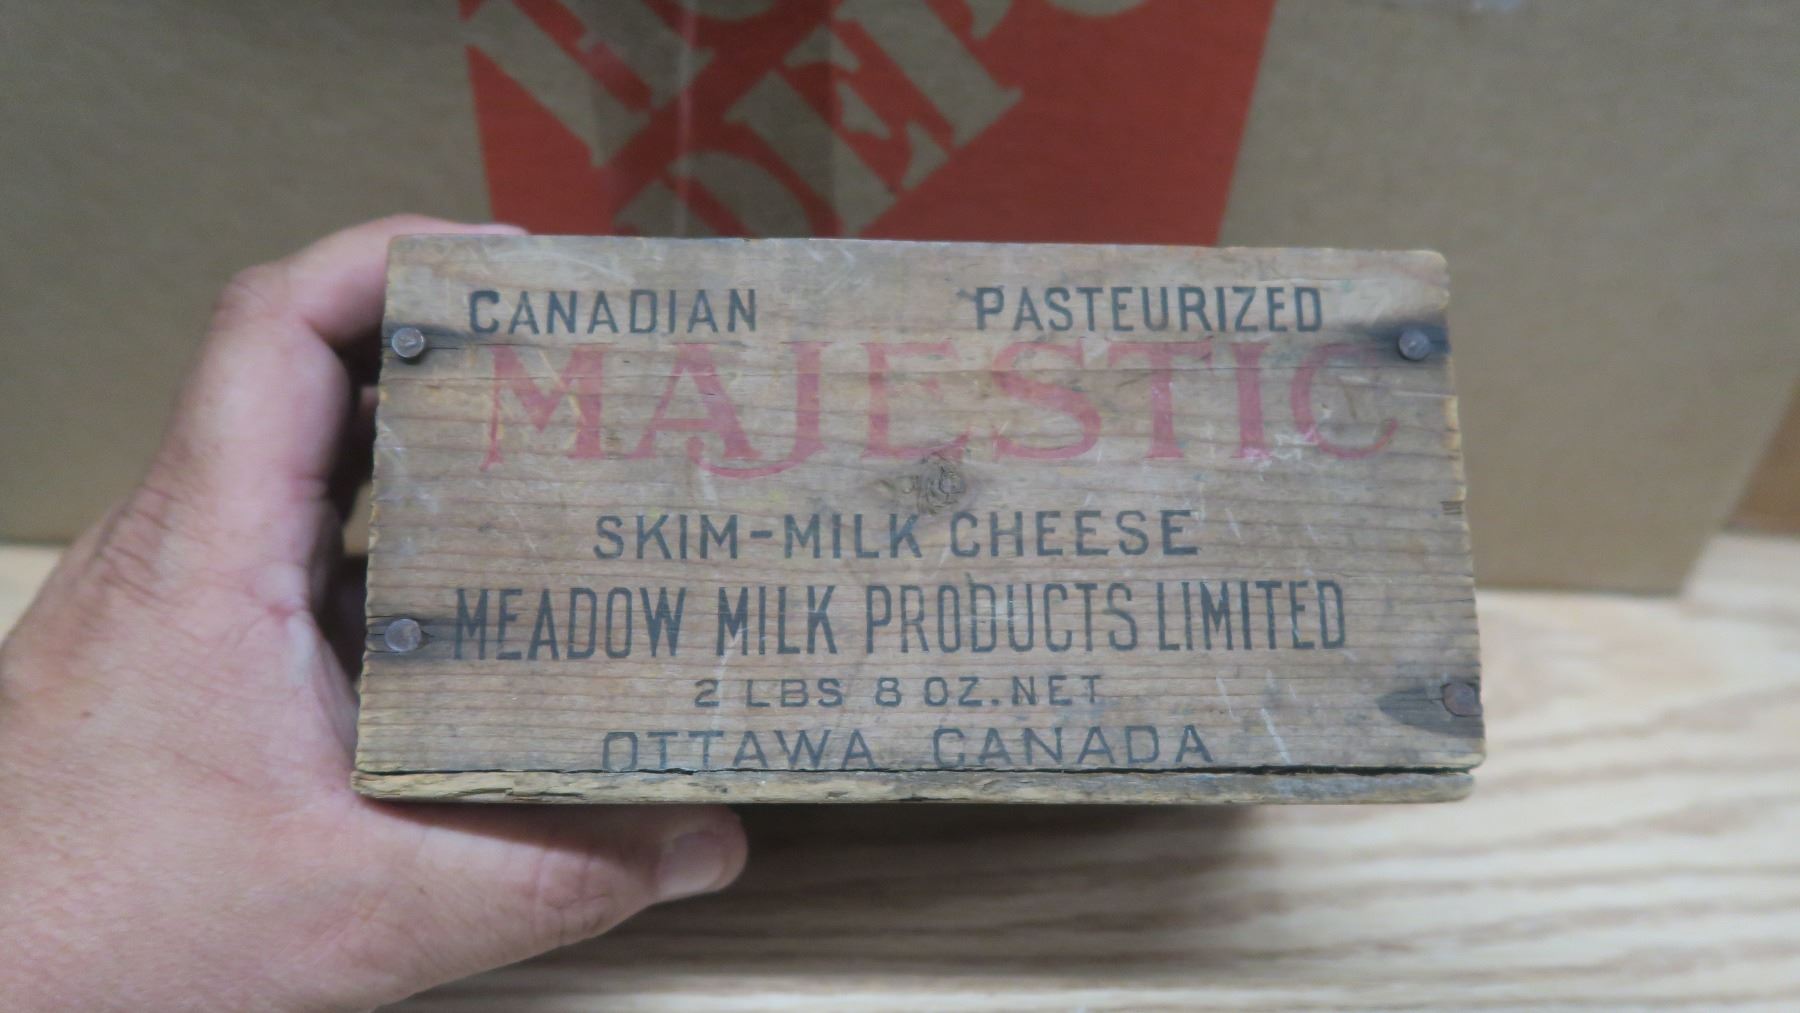 CANADIAN PASTEURIZED
MAJESTIC
SKIM-MILK CHEESE
MEADOW MILK PRODUCTS LIMITED
2 LBS 8 OZ. NET
OTTAWA CANADA